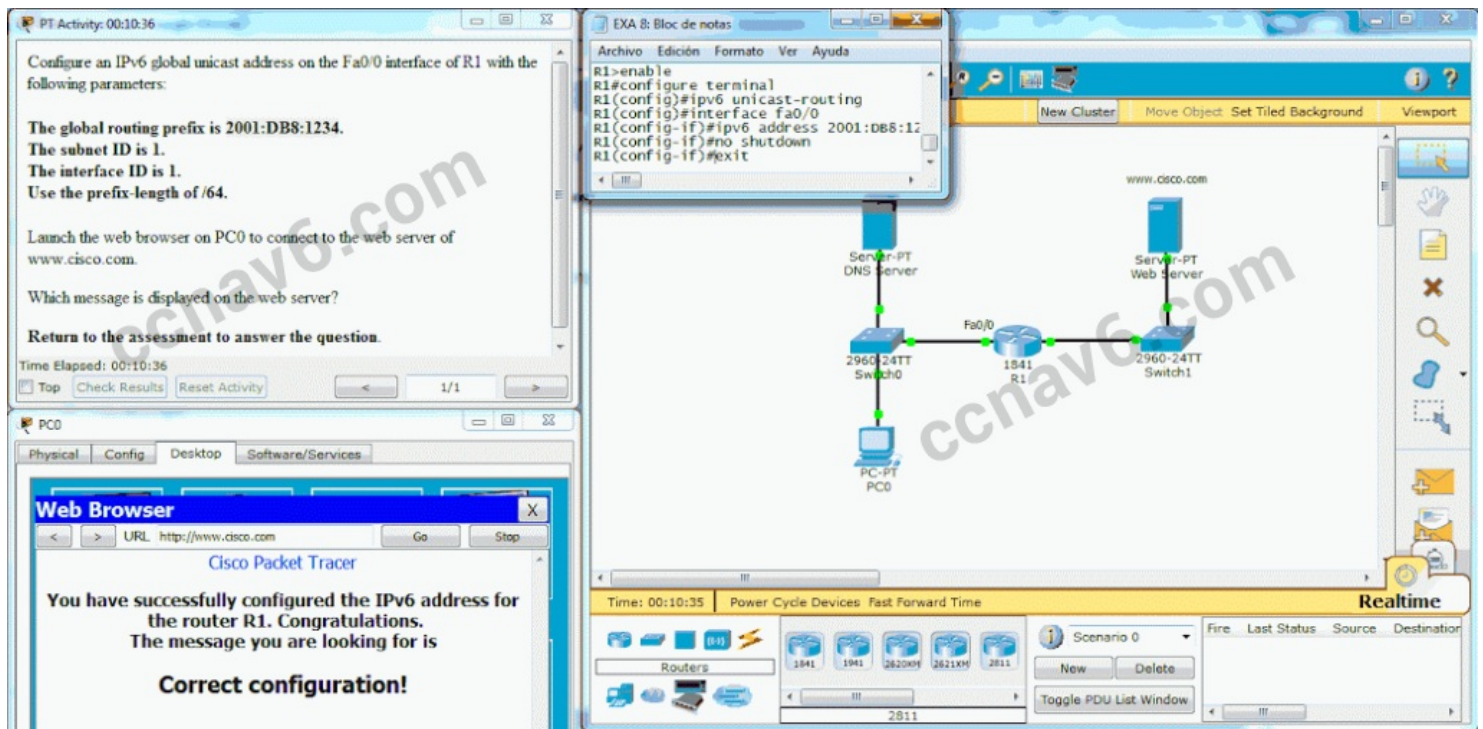 PT Activity: 00:10:36
Configure an IPv6 global unicast address on the Fa0/0 interface of R1 with the
following parameters:
The global routing prefix is 2001:DB8:1234.
The subnet ID is 1.
The interface ID is 1.
Use the prefix-length of /64.
Launch the web browser on PC0 to connect to the web server of
www.cisco.com.
Which message is displayed on the web server?
Return to the assessment to answer the question.
Time Elapsed: 00:10:36
Top Check Results Reset Activity < 1/1 >
ccnav6.com
PC0
Physical Config Desktop Software/Services
Web Browser X
< > URL http://www.cisco.com Go Stop
Cisco Packet Tracer
You have successfully configured the IPv6 address for
the router R1. Congratulations.
The message you are looking for is
Correct configuration!
EXA 8: Bloc de notas
Archivo Edición Formato Ver Ayuda
R1>enable
R1#configure terminal
R1(config)#ipv6 unicast-routing
R1(config)#interface fa0/0
R1(config-if)#ipv6 address 2001:DB8:12
R1(config-if)#no shutdown
R1(config-if)#exit
New Cluster Move Object Set Tiled Background Viewport
www.cisco.com
Server-PT
DNS Server
Server-PT
Web Server
Fa0/0
2960-24TT
Switch0
1841
R1
2960-24TT
Switch1
PC-PT
PC0
ccnav6.com
Time: 00:10:35 Power Cycle Devices Fast Forward Time Realtime
Routers
1841 1941 2620XM 2621XM 2811
2811
Scenario 0
New Delete
Toggle PDU List Window
Fire Last Status Source Destination